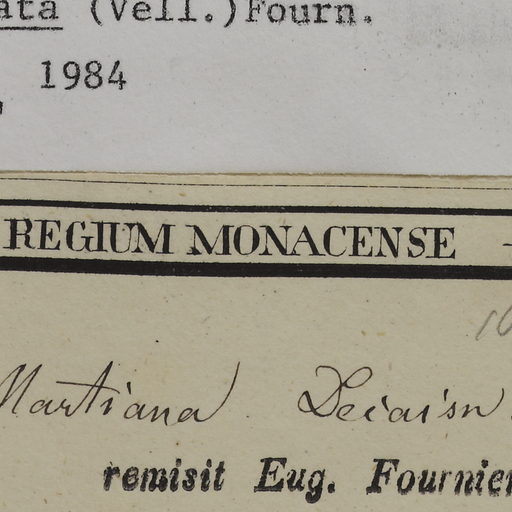 ata (Vell.) Fourn.
1984
REGIUM MONACENSE
Martiana Decaisn.
remisit Eug. Fournier